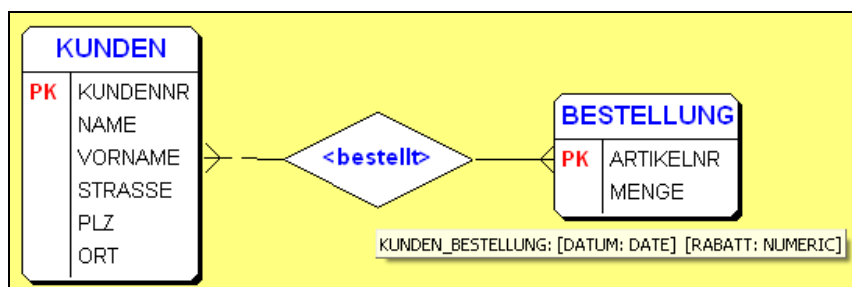 KUNDEN
PK KUNDENNR
NAME
VORNAME
STRASSE
PLZ
ORT
<bestellt>
BESTELLUNG
PK ARTIKELNR
MENGE
KUNDEN_BESTELLUNG: [DATUM: DATE] [RABATT: NUMERIC]